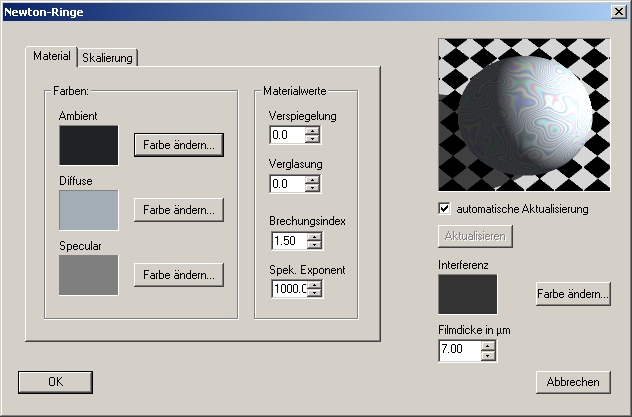 Newton-Ringe
Material
Skalierung
Farben:
Ambient
Farbe ändern...
Diffuse
Farbe ändern...
Specular
Farbe ändern...
Materialwerte
Verspiegelung
0.0
Verglasung
0.0
Brechungsindex
1.50
Spek. Exponent
1000.0
automatische Aktualisierung
Aktualisieren
Interferenz
Farbe ändern...
Filmdicke in µm
7.00
OK
Abbrechen